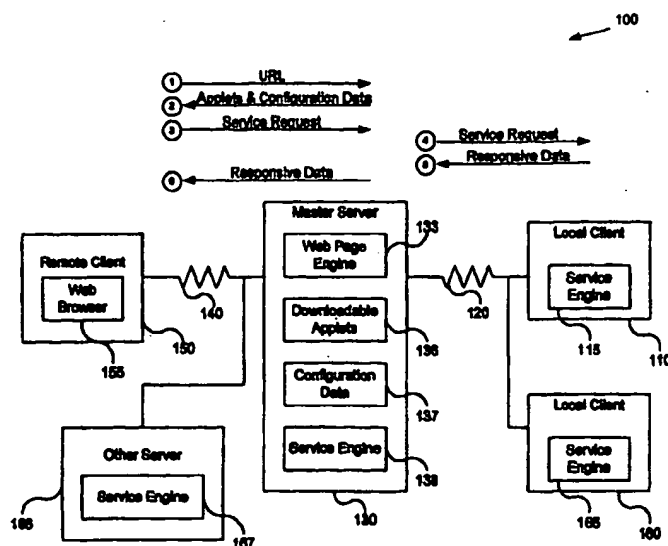 100
1 URL
2 Applets & Configuration Data
3 Service Request
4 Service Request
5 Responsive Data
6 Responsive Data
Master Server
133
Web Page Engine
Remote Client
Web Browser
155
150
140
Downloadable Applets
136
120
Local Client
Service Engine
115
110
Configuration Data
137
Other Server
Service Engine
166
167
Service Engine
138
130
Local Client
Service Engine
165
160